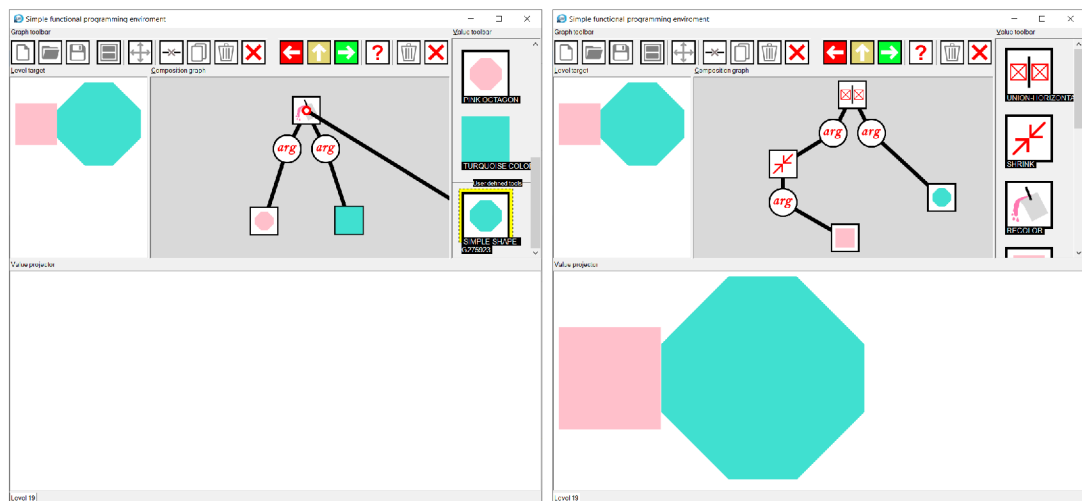 Simple functional programming enviroment
Graph toolbar
Value toolbar
?
Level target
Composition graph
PINK OCTAGON
arg
arg
TURQUOISE COLOR
User defined tools
SIMPLE SHAPE
G275923
Value projector
Level 19
Simple functional programming enviroment
Graph toolbar
Value toolbar
?
Level target
Composition graph
UNION-HORIZONTA
arg
arg
SHRINK
arg
RECOLOR
Value projector
Level 19